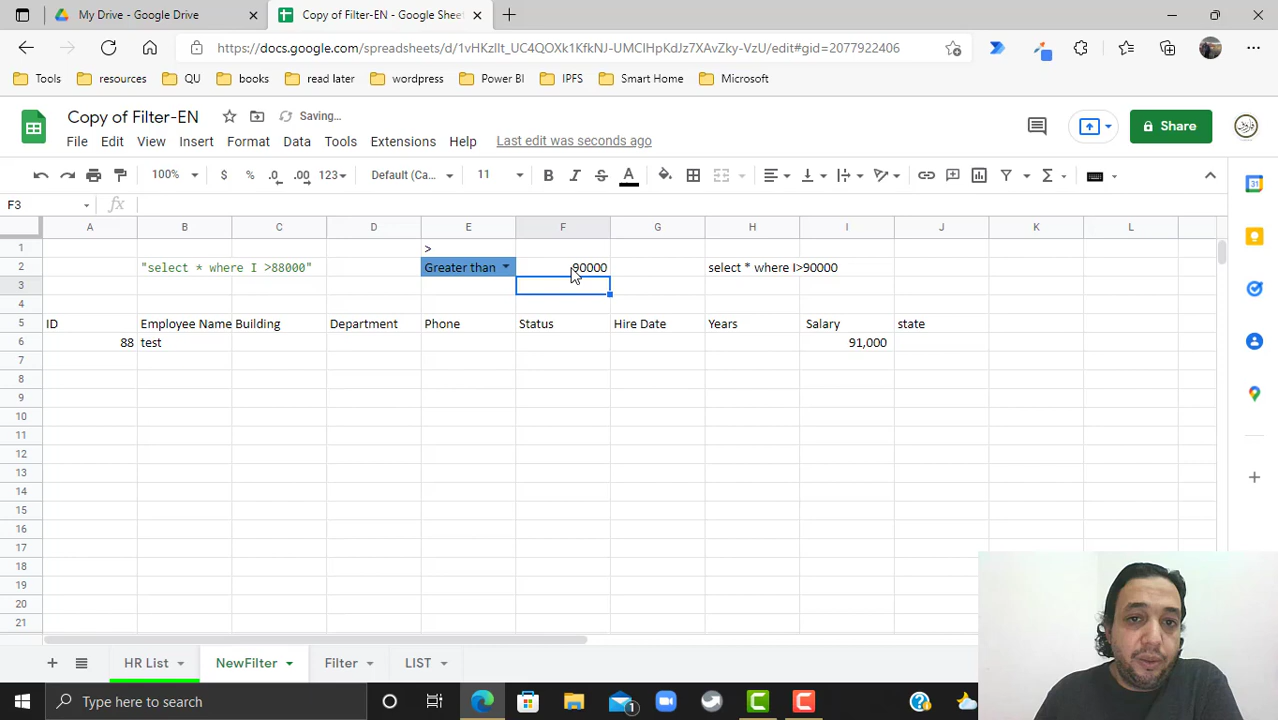 My Drive - Google Drive
Copy of Filter-EN - Google Sheet
https://docs.google.com/spreadsheets/d/1vHKzlIt_UC4QOXk1KfkNJ-UMClHpKdJz7XAvZky-VzU/edit#gid=2077922406
Tools resources QU books read later wordpress Power BI IPFS Smart Home Microsoft
Copy of Filter-EN Saving...
File Edit View Insert Format Data Tools Extensions Help Last edit was seconds ago
Share
100% $ % .0 .00 123 Default (Ca... 11 B I S A
F3 fx
A B C D E F G H I J K L
1 >
2 "select * where I >88000" Greater than 90000 select * where I>90000
3
4
5 ID Employee Name Building Department Phone Status Hire Date Years Salary state
6 88 test 91,000
7
8
9
10
11
12
13
14
15
16
17
18
19
20
21
HR List NewFilter Filter LIST
Type here to search
1